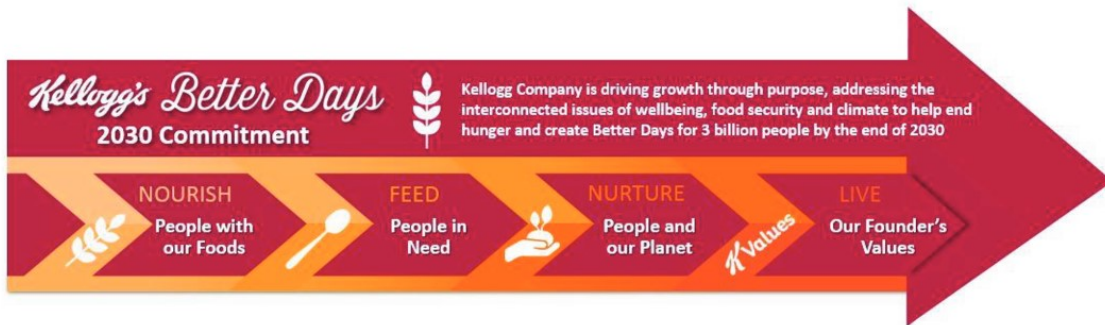 Kellogg's Better Days
2030 Commitment
Kellogg Company is driving growth through purpose, addressing the
interconnected issues of wellbeing, food security and climate to help end
hunger and create Better Days for 3 billion people by the end of 2030
NOURISH
People with
our Foods
FEED
People in
Need
NURTURE
People and
our Planet
K Values
LIVE
Our Founder's
Values